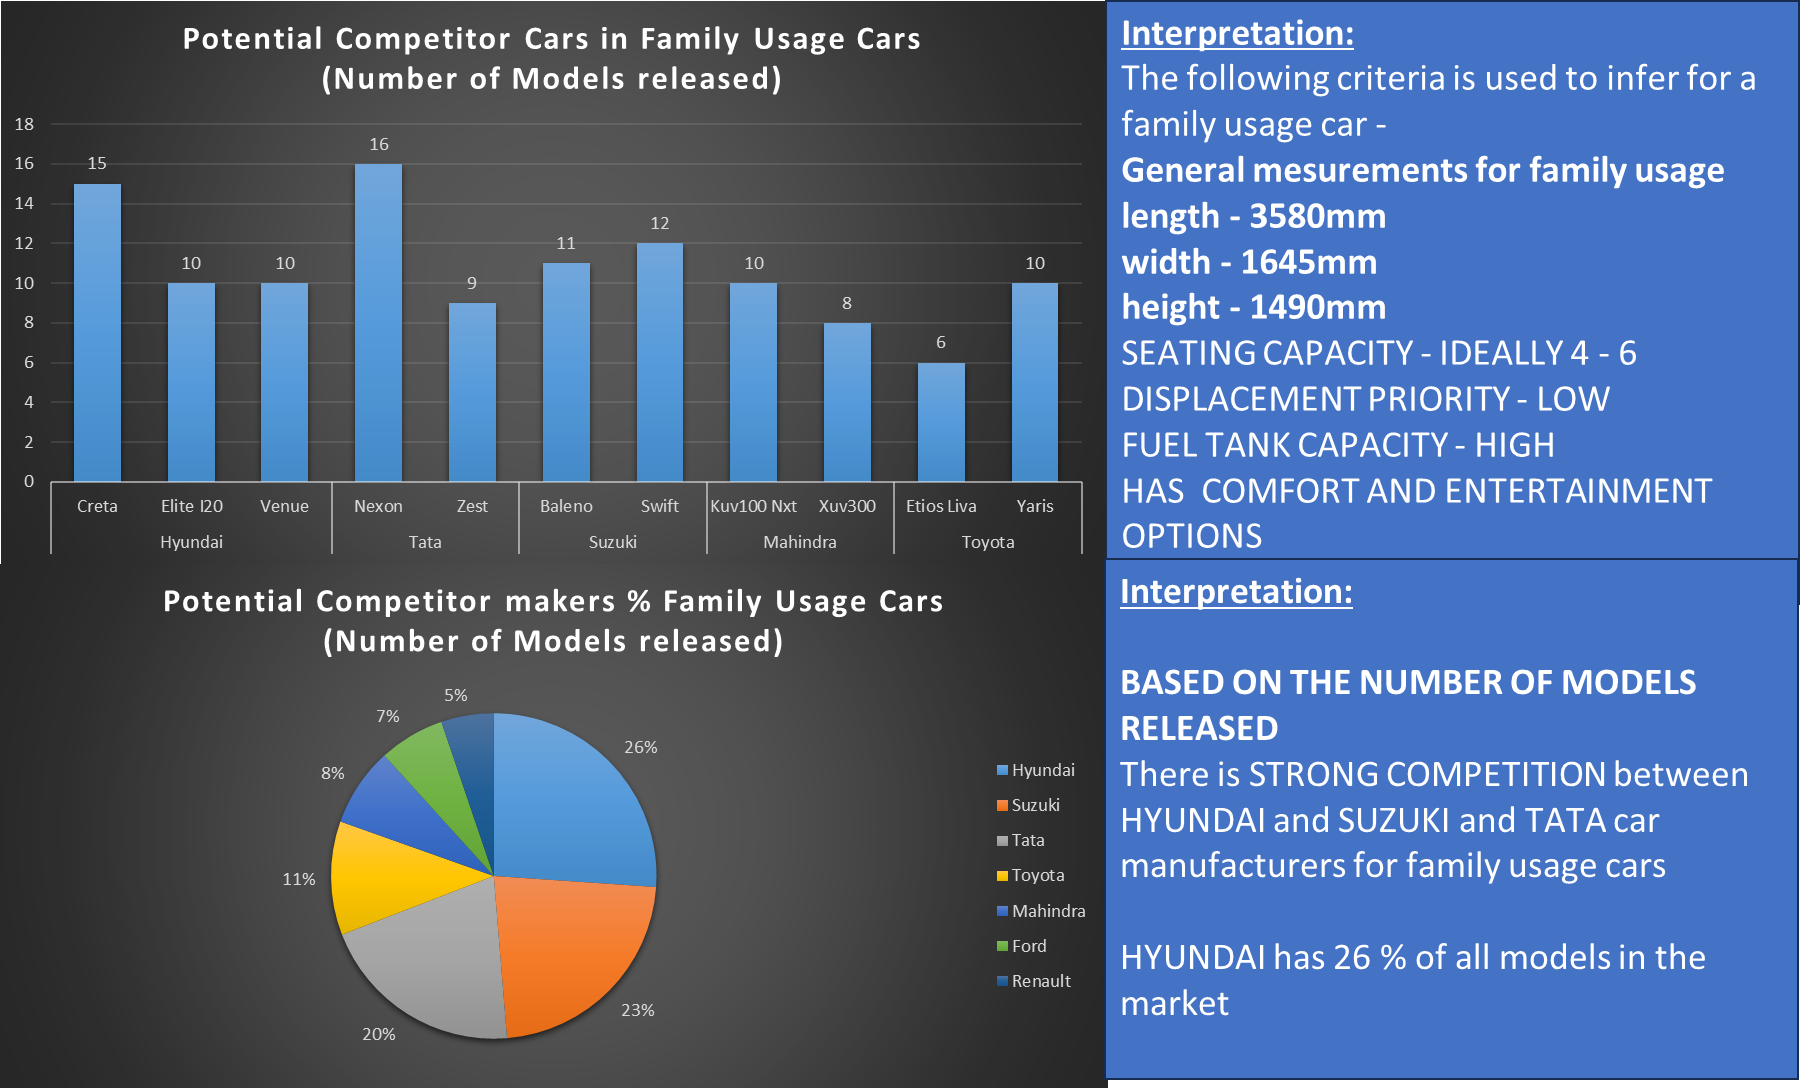 Potential Competitor Cars in Family Usage Cars
(Number of Models released)
18
16
14
12
10
8
6
4
2
0
15
10
10
16
9
11
12
10
8
6
10
Creta
Elite I20
Venue
Nexon
Zest
Baleno
Swift
Kuv100 Nxt
Xuv300
Etios Liva
Yaris
Hyundai
Tata
Suzuki
Mahindra
Toyota
Interpretation:
The following criteria is used to infer for a
family usage car -
General mesurements for family usage
length - 3580mm
width - 1645mm
height - 1490mm
SEATING CAPACITY - IDEALLY 4 - 6
DISPLACEMENT PRIORITY - LOW
FUEL TANK CAPACITY - HIGH
HAS  COMFORT AND ENTERTAINMENT
OPTIONS
Potential Competitor makers % Family Usage Cars
(Number of Models released)
26%
23%
20%
11%
8%
7%
5%
Hyundai
Suzuki
Tata
Toyota
Mahindra
Ford
Renault
Interpretation:
BASED ON THE NUMBER OF MODELS
RELEASED
There is STRONG COMPETITION between
HYUNDAI and SUZUKI and TATA car
manufacturers for family usage cars
HYUNDAI has 26 % of all models in the
market